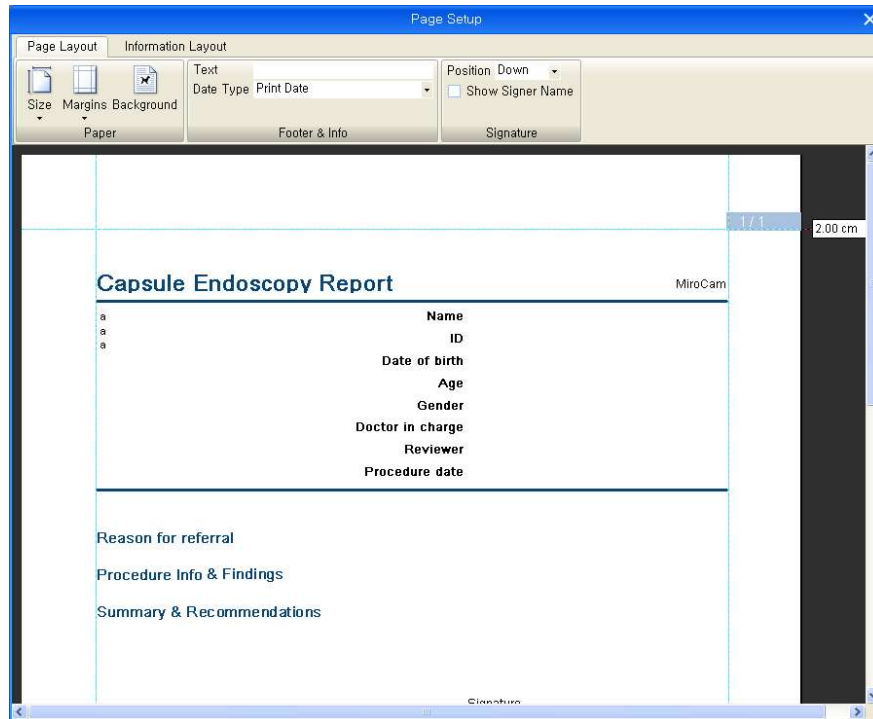 Page Setup
Page Layout Information Layout
Text
Position Down
Date Type Print Date
Show Signer Name
Size Margins Background
Paper Footer & Info Signature
1 / 1
2.00 cm
Capsule Endoscopy Report MiroCam
a Name
a ID
a
Date of birth
Age
Gender
Doctor in charge
Reviewer
Procedure date
Reason for referral
Procedure Info & Findings
Summary & Recommendations
Signature